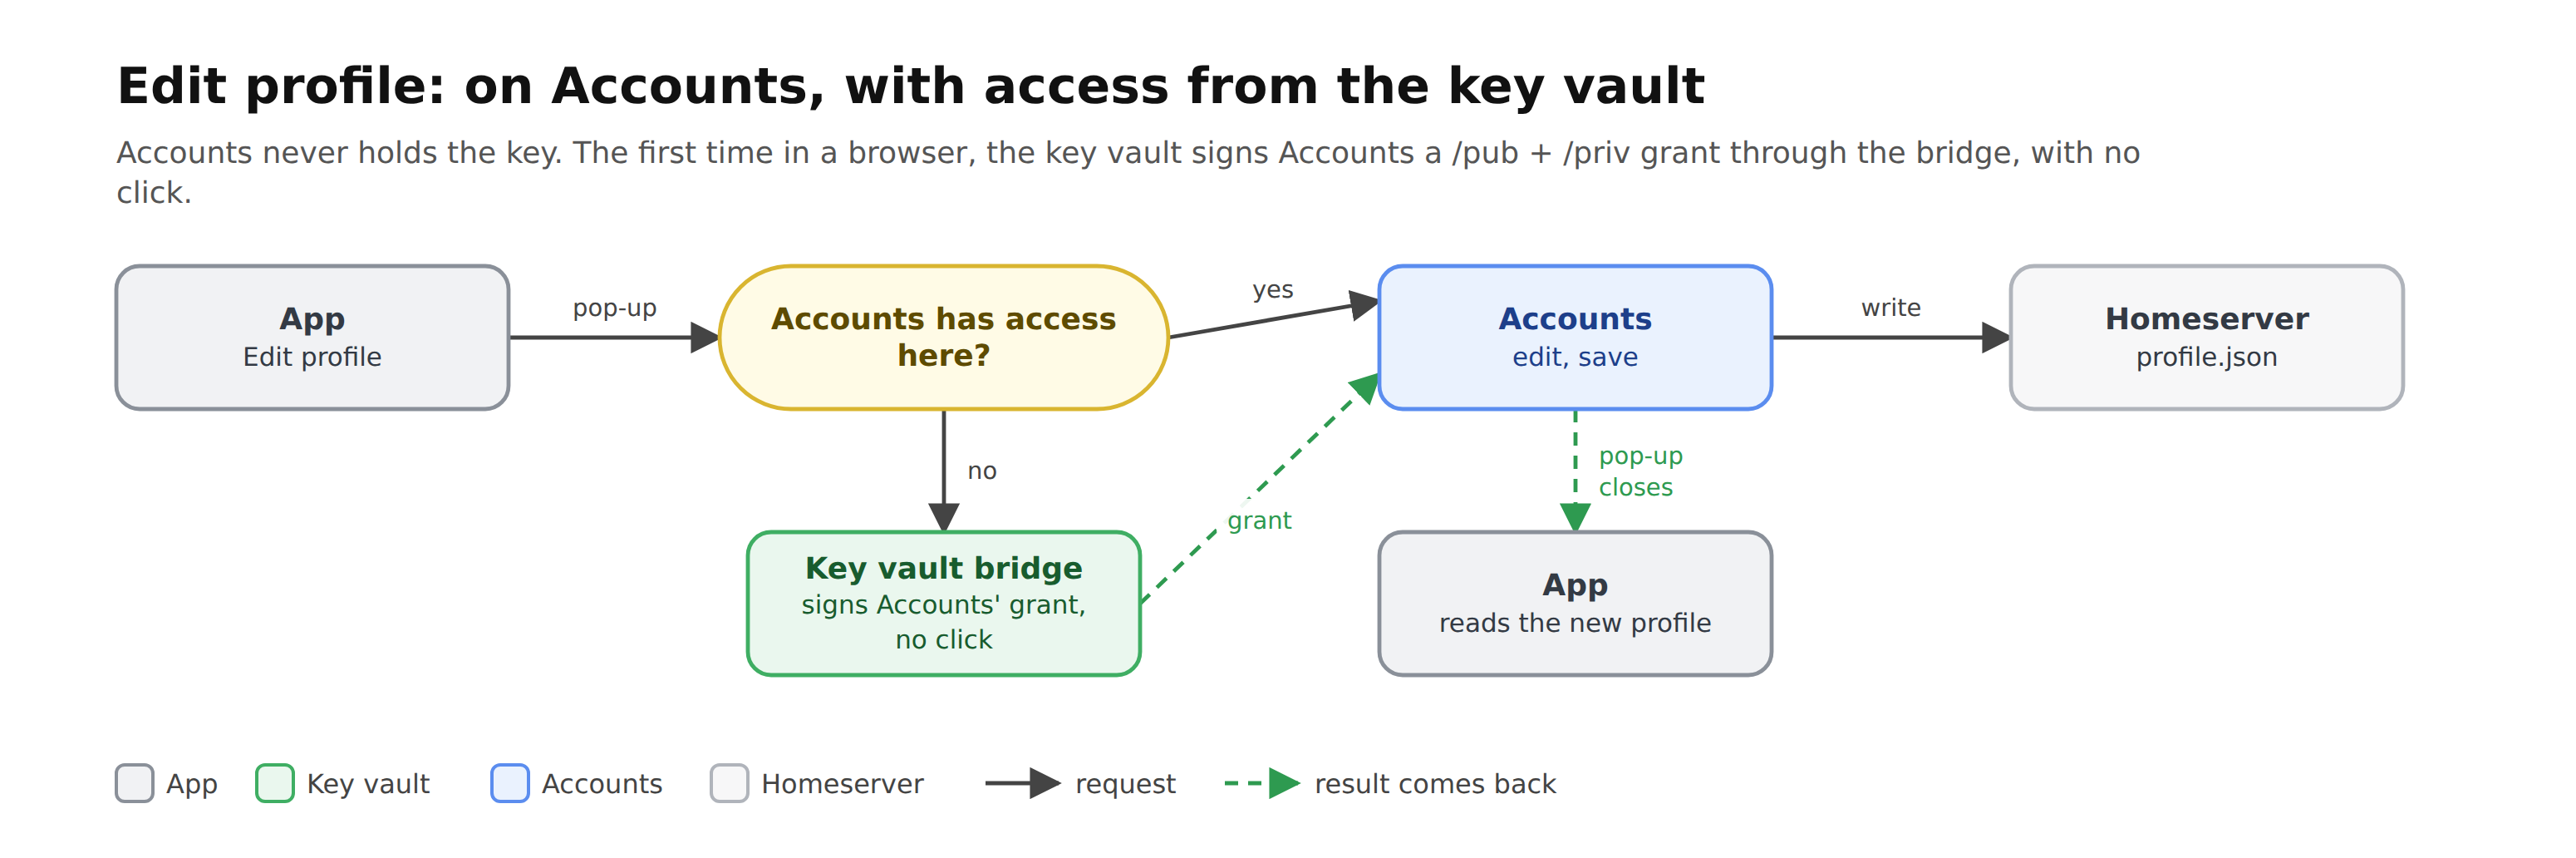 Edit profile: on Accounts, with access from the key vault
Accounts never holds the key. The first time in a browser, the key vault signs Accounts a /pub + /priv grant through the bridge, with no
click.
App
Edit profile
pop-up
Accounts has access
here?
yes
Accounts
edit, save
write
Homeserver
profile.json
no
grant
pop-up
closes
Key vault bridge
signs Accounts' grant,
no click
App
reads the new profile
App
Key vault
Accounts
Homeserver
request
result comes back